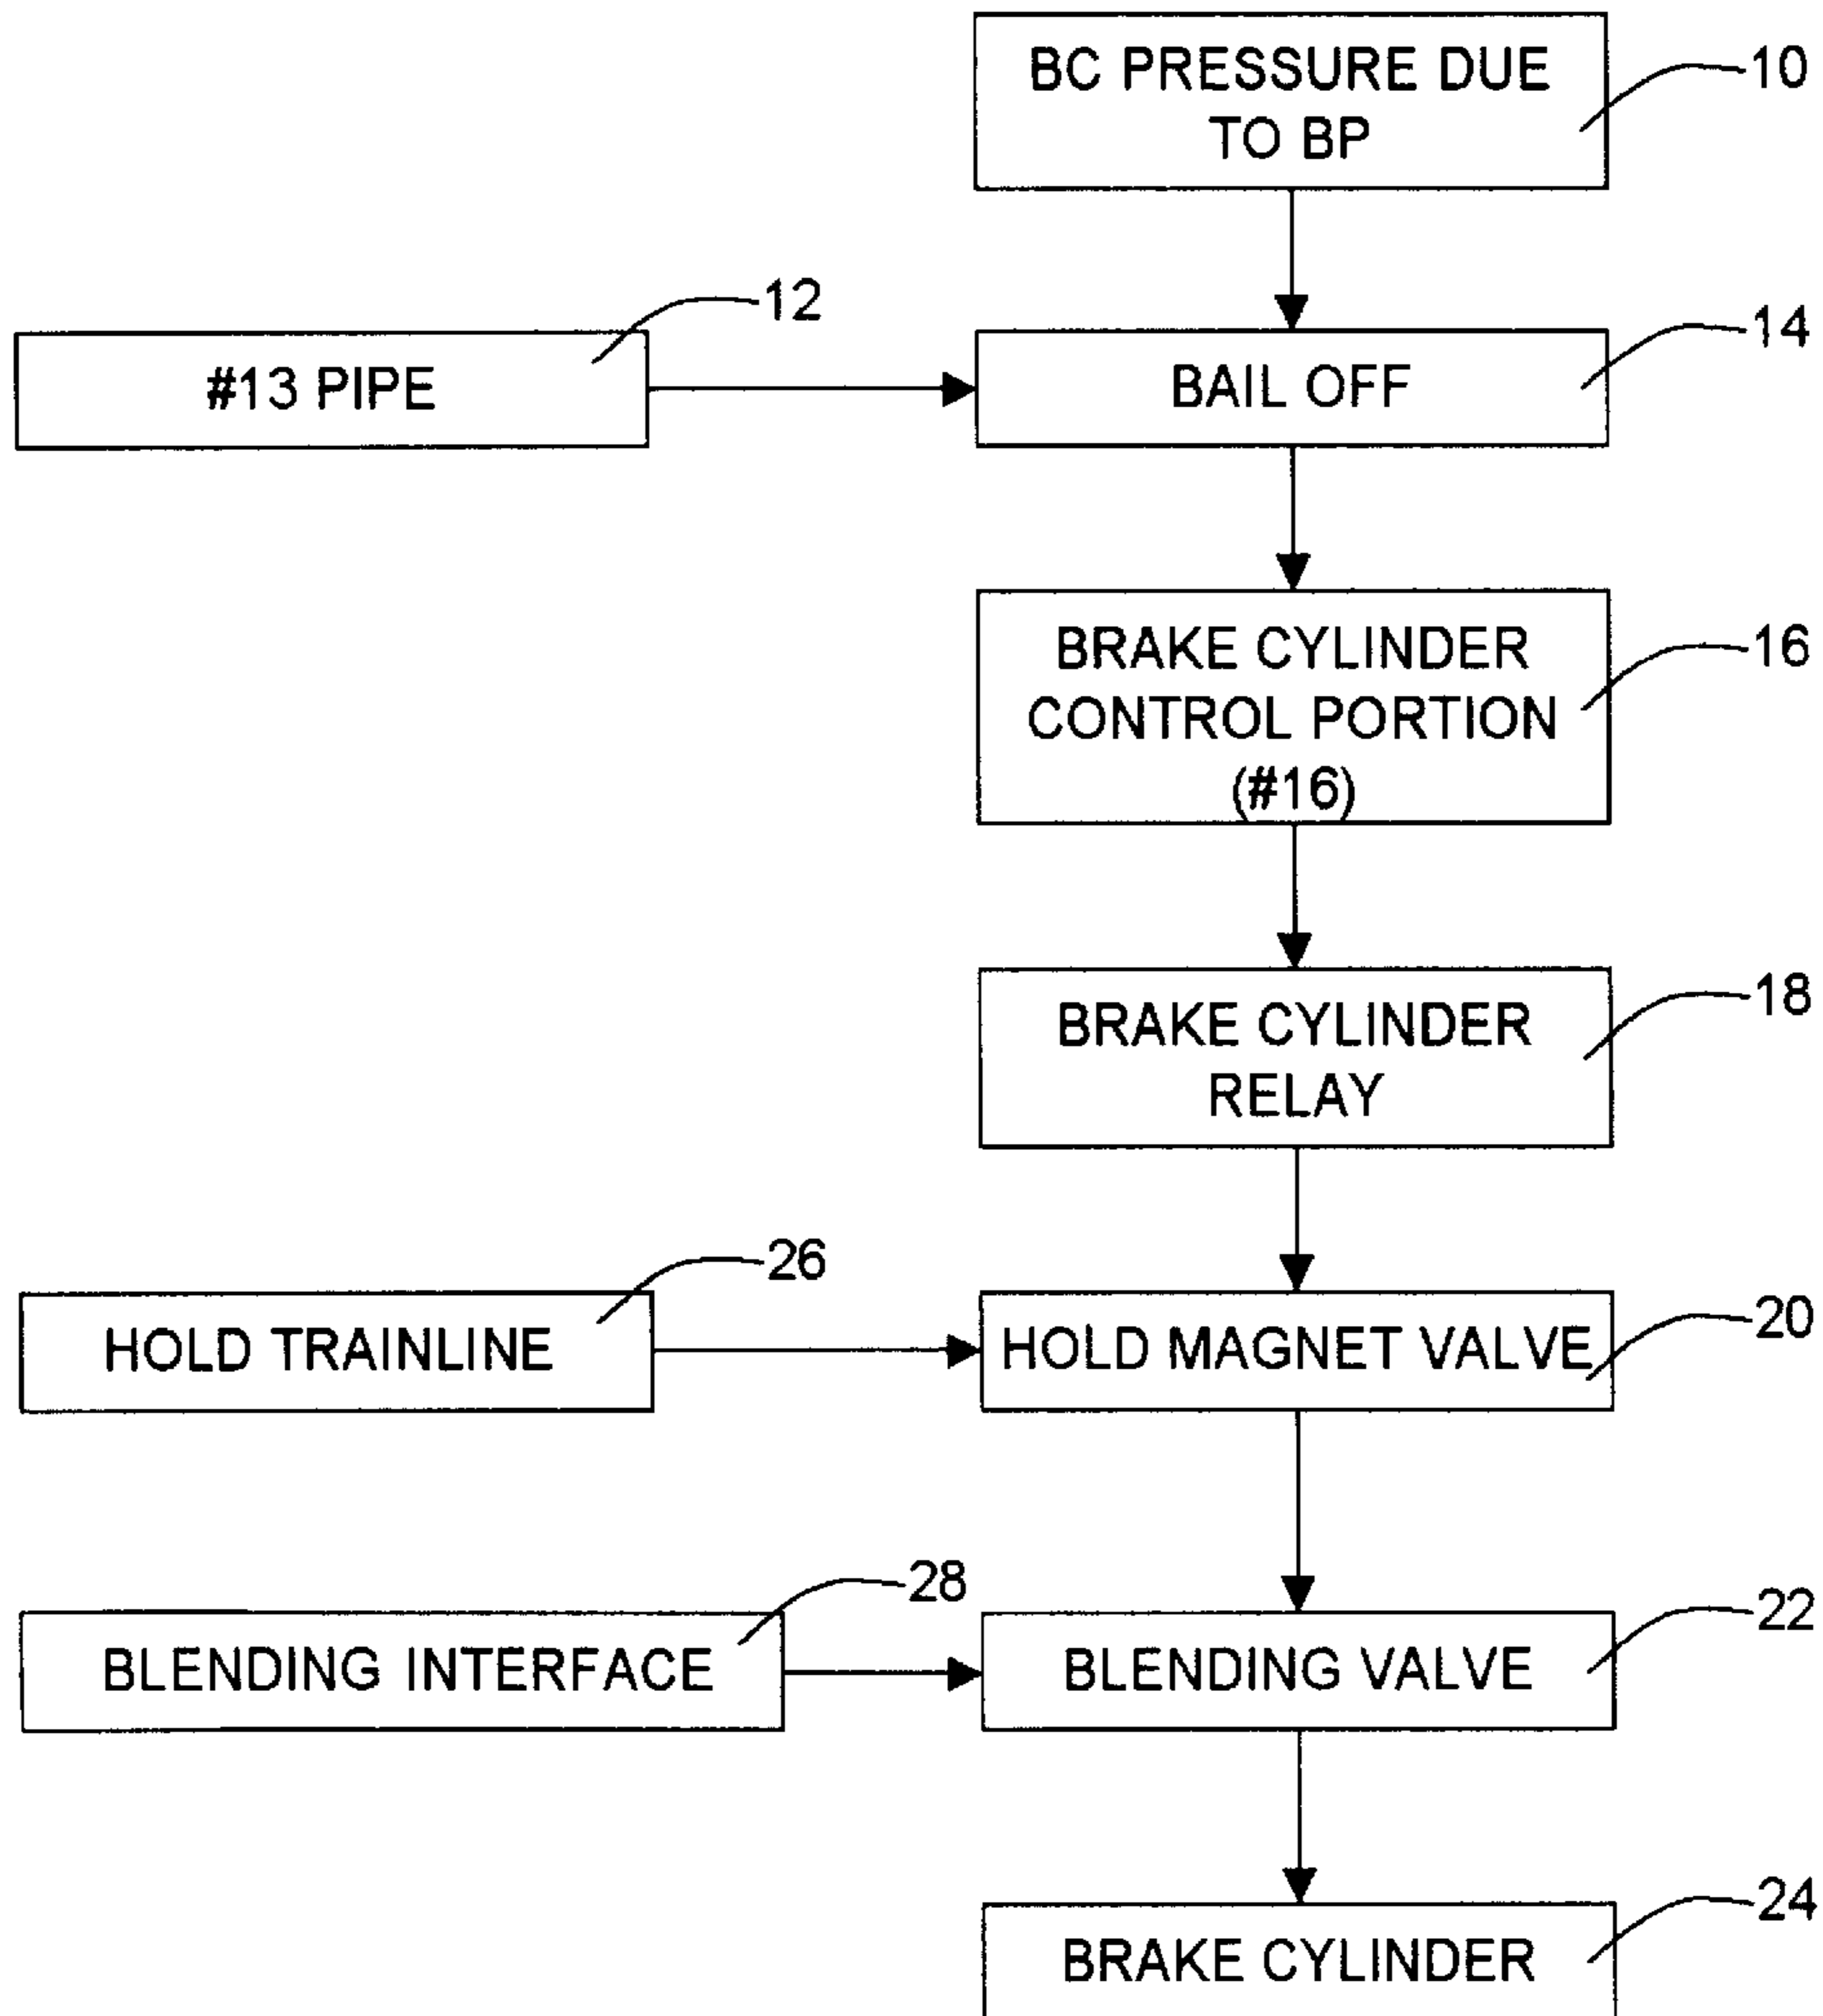 BC PRESSURE DUE
TO BP
10
12
#13 PIPE
14
BAIL OFF
BRAKE CYLINDER
CONTROL PORTION
(#16)
16
BRAKE CYLINDER
RELAY
18
26
HOLD TRAINLINE
HOLD MAGNET VALVE
20
28
BLENDING INTERFACE
BLENDING VALVE
22
BRAKE CYLINDER
24